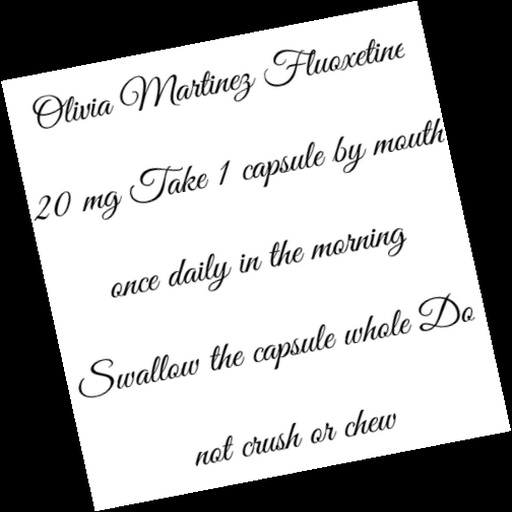 Olivia Martinez Fluoxetine
20 mg Take 1 capsule by mouth
once daily in the morning
Swallow the capsule whole Do
not crush or chew